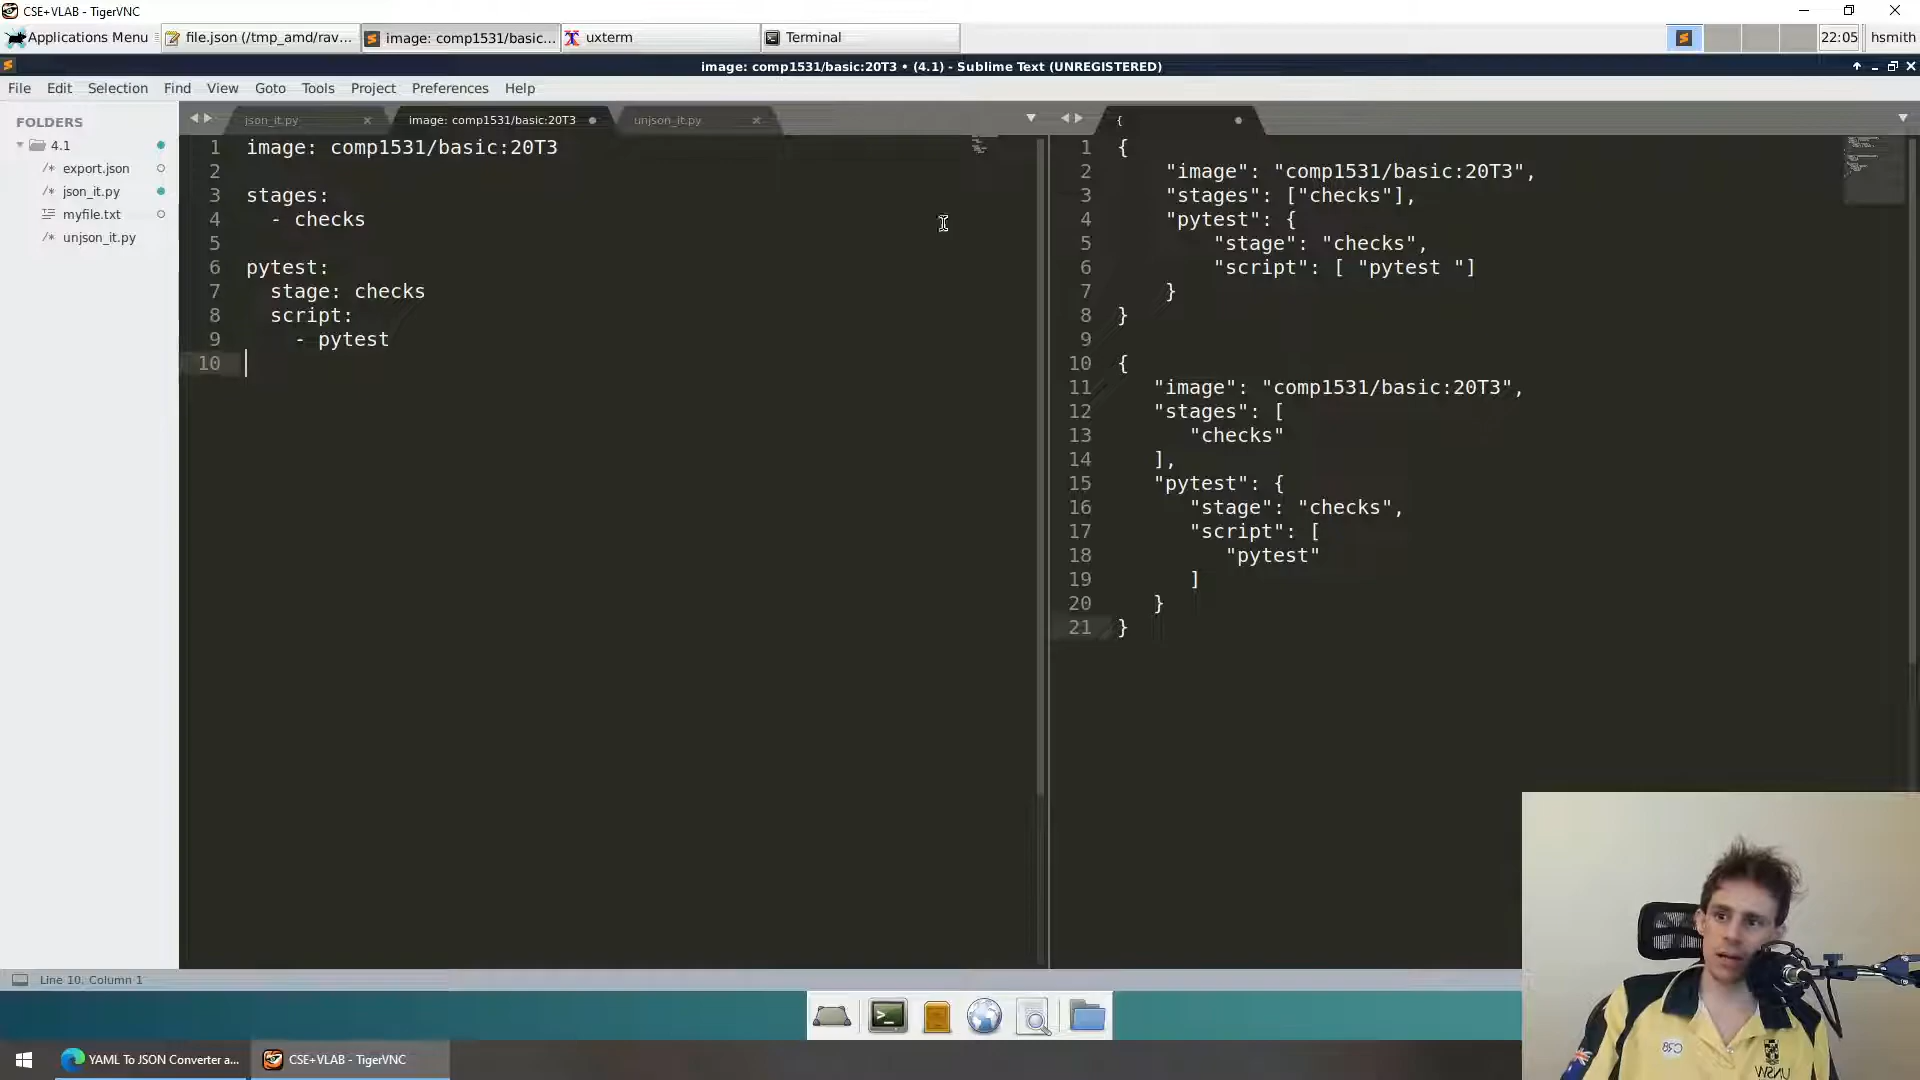 CSE+VLAB - TigerVNC
Applications Menu
file.json (/tmp_amd/rav...
image: comp1531/basic...
uxterm
Terminal
22:05
hsmith
image: comp1531/basic:20T3 • (4.1) - Sublime Text (UNREGISTERED)
File Edit Selection Find View Goto Tools Project Preferences Help
FOLDERS
4.1
export.json
json_it.py
myfile.txt
unjson_it.py
json_it.py
image: comp1531/basic:20T3
unjson_it.py
1 image: comp1531/basic:20T3
2
3 stages:
4 - checks
5
6 pytest:
7 stage: checks
8 script:
9 - pytest
10
{
1 {
2 "image": "comp1531/basic:20T3",
3 "stages": ["checks"],
4 "pytest": {
5 "stage": "checks",
6 "script": [ "pytest "]
7 }
8 }
9
10 {
11 "image": "comp1531/basic:20T3",
12 "stages": [
13 "checks"
14 ],
15 "pytest": {
16 "stage": "checks",
17 "script": [
18 "pytest"
19 ]
20 }
21 }
Line 10, Column 1
YAML To JSON Converter a...
CSE+VLAB - TigerVNC